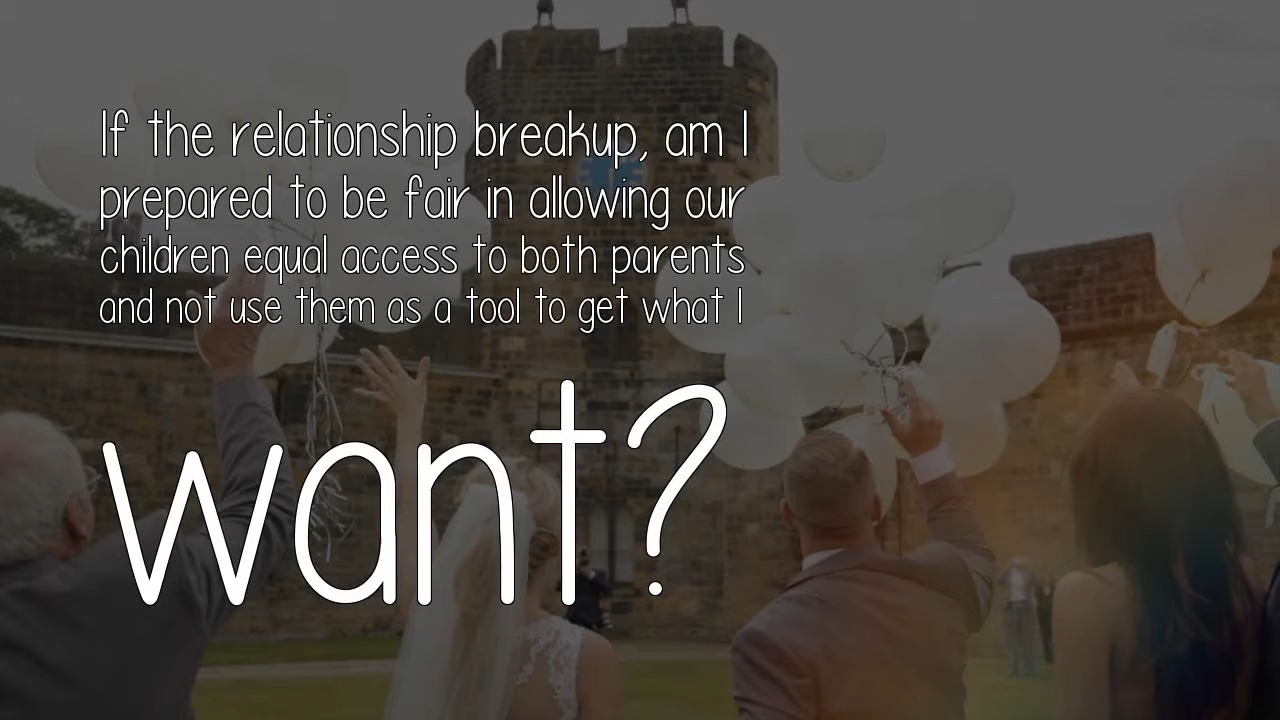 If the relationship breakup, am I
prepared to be fair in allowing our
children equal access to both parents
and not use them as a tool to get what I
want?